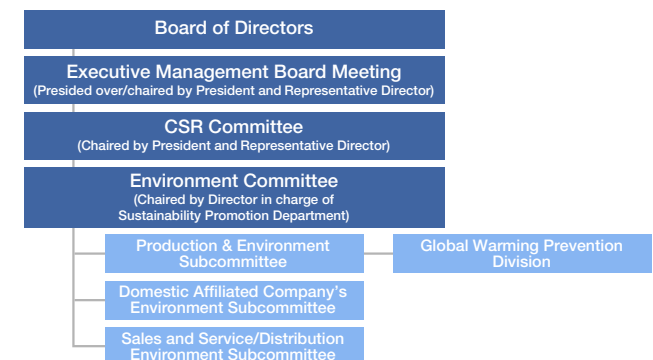 Board of Directors
Executive Management Board Meeting
(Presided over/chaired by President and Representative Director)
CSR Committee
(Chaired by President and Representative Director)
Environment Committee
(Chaired by Director in charge of
Sustainability Promotion Department)
Production & Environment
Subcommittee
Global Warming Prevention
Division
Domestic Affiliated Company's
Environment Subcommittee
Sales and Service/Distribution
Environment Subcommittee